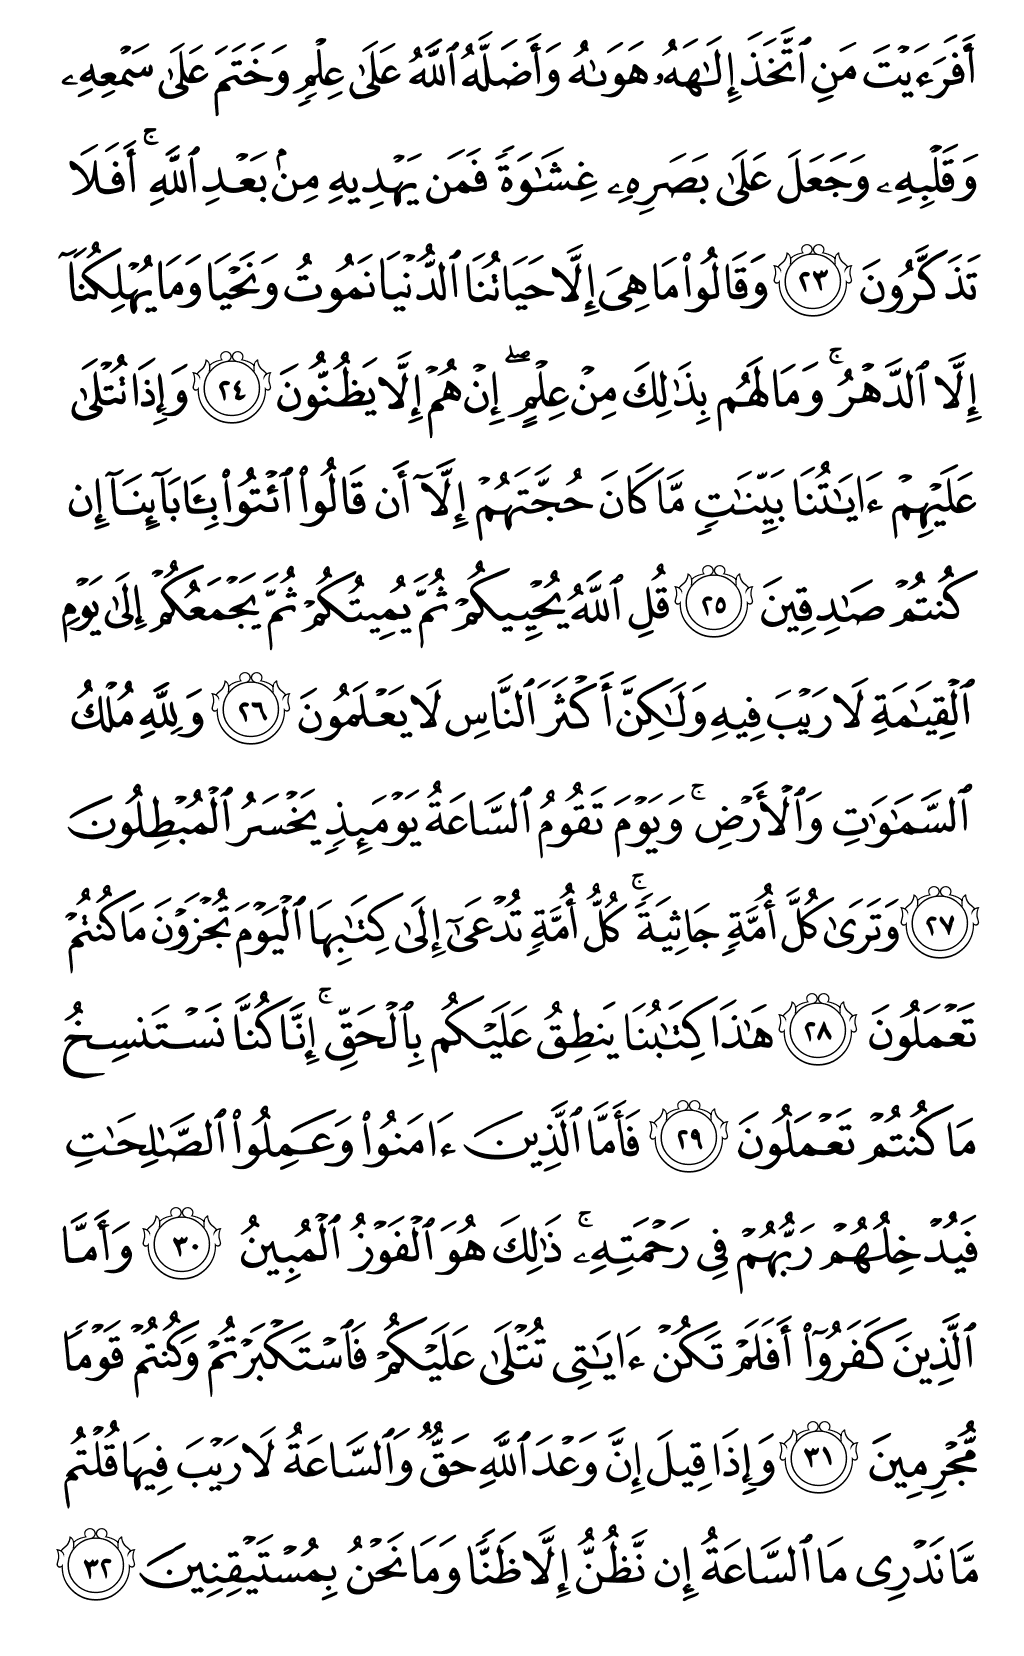 أَفَرَءَيۡتَ مَنِ ٱتَّخَذَ إِلَٰهَهُۥ هَوَىٰهُ وَأَضَلَّهُ ٱللَّهُ عَلَىٰ عِلۡمٖ وَخَتَمَ عَلَىٰ سَمۡعِهِۦ
وَقَلۡبِهِۦ وَجَعَلَ عَلَىٰ بَصَرِهِۦ غِشَٰوَةٗ فَمَن يَهۡدِيهِ مِنۢ بَعۡدِ ٱللَّهِۚ أَفَلَا
تَذَكَّرُونَ ٢٣ وَقَالُواْ مَا هِيَ إِلَّا حَيَاتُنَا ٱلدُّنۡيَا نَمُوتُ وَنَحۡيَا وَمَا يُهۡلِكُنَآ
إِلَّا ٱلدَّهۡرُۚ وَمَا لَهُم بِذَٰلِكَ مِنۡ عِلۡمٍۖ إِنۡ هُمۡ إِلَّا يَظُنُّونَ ٢٤ وَإِذَا تُتۡلَىٰ
عَلَيۡهِمۡ ءَايَٰتُنَا بَيِّنَٰتٖ مَّا كَانَ حُجَّتَهُمۡ إِلَّآ أَن قَالُواْ ٱئۡتُواْ بِـَٔابَآئِنَآ إِن
كُنتُمۡ صَٰدِقِينَ ٢٥ قُلِ ٱللَّهُ يُحۡيِيكُمۡ ثُمَّ يُمِيتُكُمۡ ثُمَّ يَجۡمَعُكُمۡ إِلَىٰ يَوۡمِ
ٱلۡقِيَٰمَةِ لَا رَيۡبَ فِيهِ وَلَٰكِنَّ أَكۡثَرَ ٱلنَّاسِ لَا يَعۡلَمُونَ ٢٦ وَلِلَّهِ مُلۡكُ
ٱلسَّمَٰوَٰتِ وَٱلۡأَرۡضِۚ وَيَوۡمَ تَقُومُ ٱلسَّاعَةُ يَوۡمَئِذٖ يَخۡسَرُ ٱلۡمُبۡطِلُونَ
٢٧ وَتَرَىٰ كُلَّ أُمَّةٖ جَاثِيَةٗۚ كُلُّ أُمَّةٖ تُدۡعَىٰٓ إِلَىٰ كِتَٰبِهَا ٱلۡيَوۡمَ تُجۡزَوۡنَ مَا كُنتُمۡ
تَعۡمَلُونَ ٢٨ هَٰذَا كِتَٰبُنَا يَنطِقُ عَلَيۡكُم بِٱلۡحَقِّۚ إِنَّا كُنَّا نَسۡتَنسِخُ
مَا كُنتُمۡ تَعۡمَلُونَ ٢٩ فَأَمَّا ٱلَّذِينَ ءَامَنُواْ وَعَمِلُواْ ٱلصَّٰلِحَٰتِ
فَيُدۡخِلُهُمۡ رَبُّهُمۡ فِي رَحۡمَتِهِۦۚ ذَٰلِكَ هُوَ ٱلۡفَوۡزُ ٱلۡمُبِينُ ٣٠ وَأَمَّا
ٱلَّذِينَ كَفَرُوٓاْ أَفَلَمۡ تَكُنۡ ءَايَٰتِي تُتۡلَىٰ عَلَيۡكُمۡ فَٱسۡتَكۡبَرۡتُمۡ وَكُنتُمۡ قَوۡمٗا
مُّجۡرِمِينَ ٣١ وَإِذَا قِيلَ إِنَّ وَعۡدَ ٱللَّهِ حَقّٞ وَٱلسَّاعَةُ لَا رَيۡبَ فِيهَا قُلۡتُم
مَّا نَدۡرِي مَا ٱلسَّاعَةُ إِن نَّظُنُّ إِلَّا ظَنّٗا وَمَا نَحۡنُ بِمُسۡتَيۡقِنِينَ ٣٢